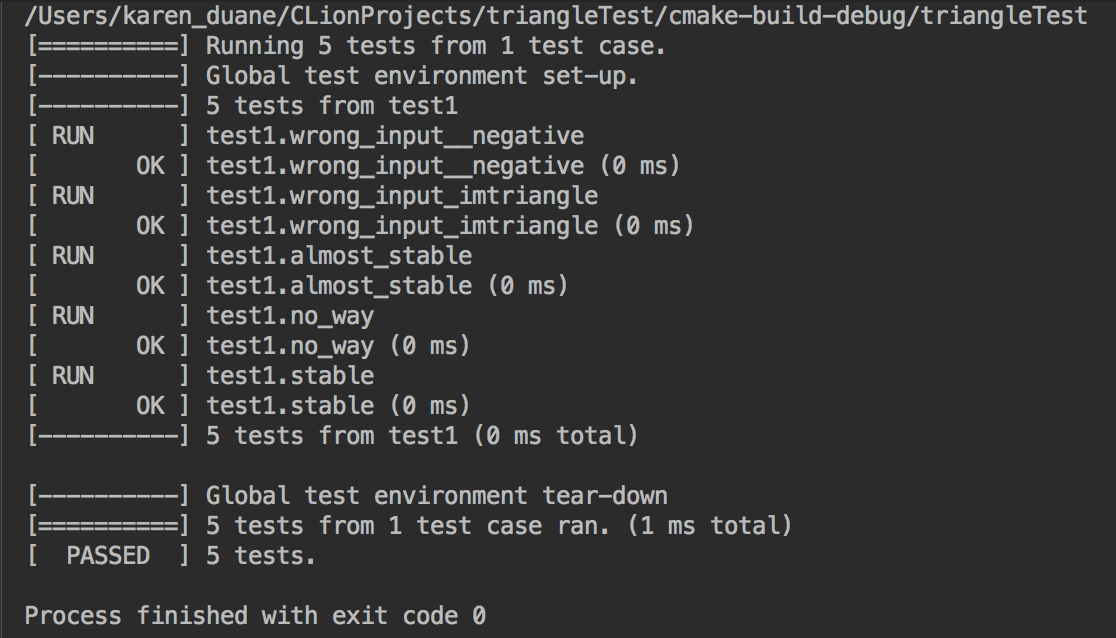 /Users/karen_duane/CLionProjects/triangleTest/cmake-build-debug/triangleTest
[==========] Running 5 tests from 1 test case.
[----------] Global test environment set-up.
[----------] 5 tests from test1
[ RUN      ] test1.wrong_input__negative
[       OK ] test1.wrong_input__negative (0 ms)
[ RUN      ] test1.wrong_input_imtriangle
[       OK ] test1.wrong_input_imtriangle (0 ms)
[ RUN      ] test1.almost_stable
[       OK ] test1.almost_stable (0 ms)
[ RUN      ] test1.no_way
[       OK ] test1.no_way (0 ms)
[ RUN      ] test1.stable
[       OK ] test1.stable (0 ms)
[----------] 5 tests from test1 (0 ms total)

[----------] Global test environment tear-down
[==========] 5 tests from 1 test case ran. (1 ms total)
[  PASSED  ] 5 tests.

Process finished with exit code 0